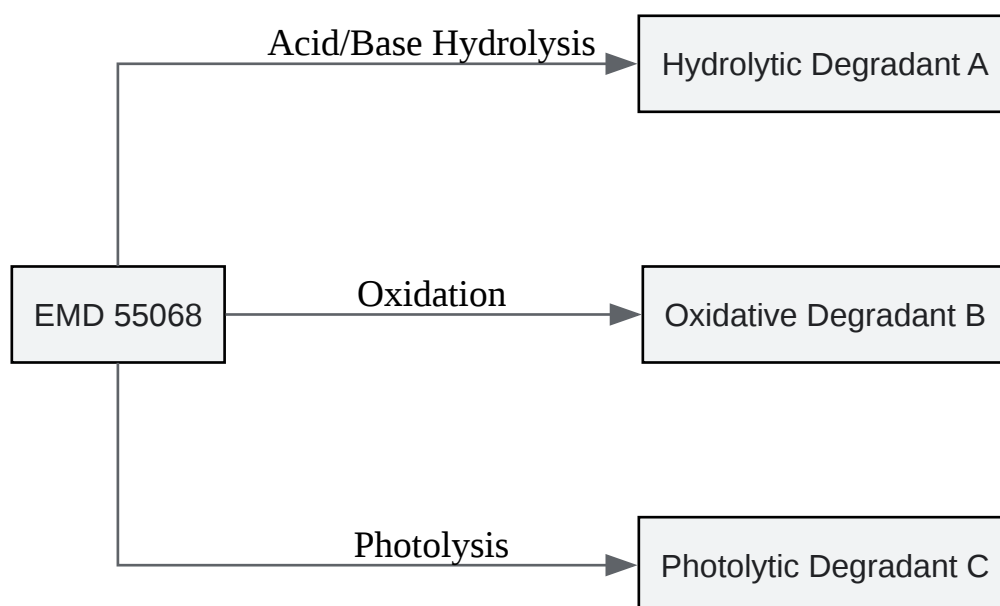 Acid/Base Hydrolysis
Hydrolytic Degradant A
EMD 55068
Oxidation
Oxidative Degradant B
Photolysis
Photolytic Degradant C